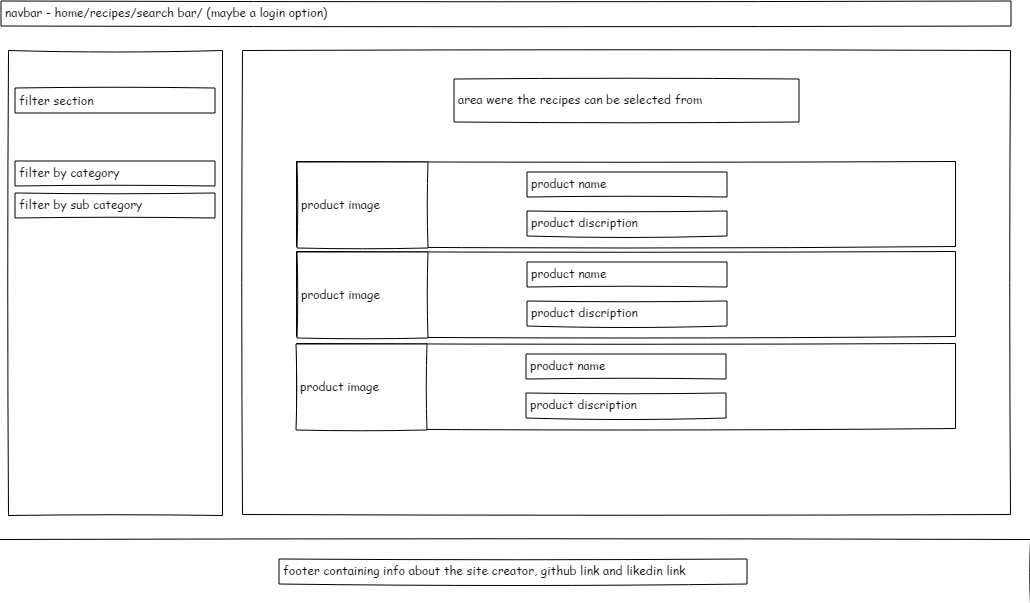 navbar - home/recipes/search bar/ (maybe a login option)
filter section
filter by category
filter by sub category
area were the recipes can be selected from
product image
product name
product discription
product image
product name
product discription
product image
product name
product discription
footer containing info about the site creator, github link and likedin link